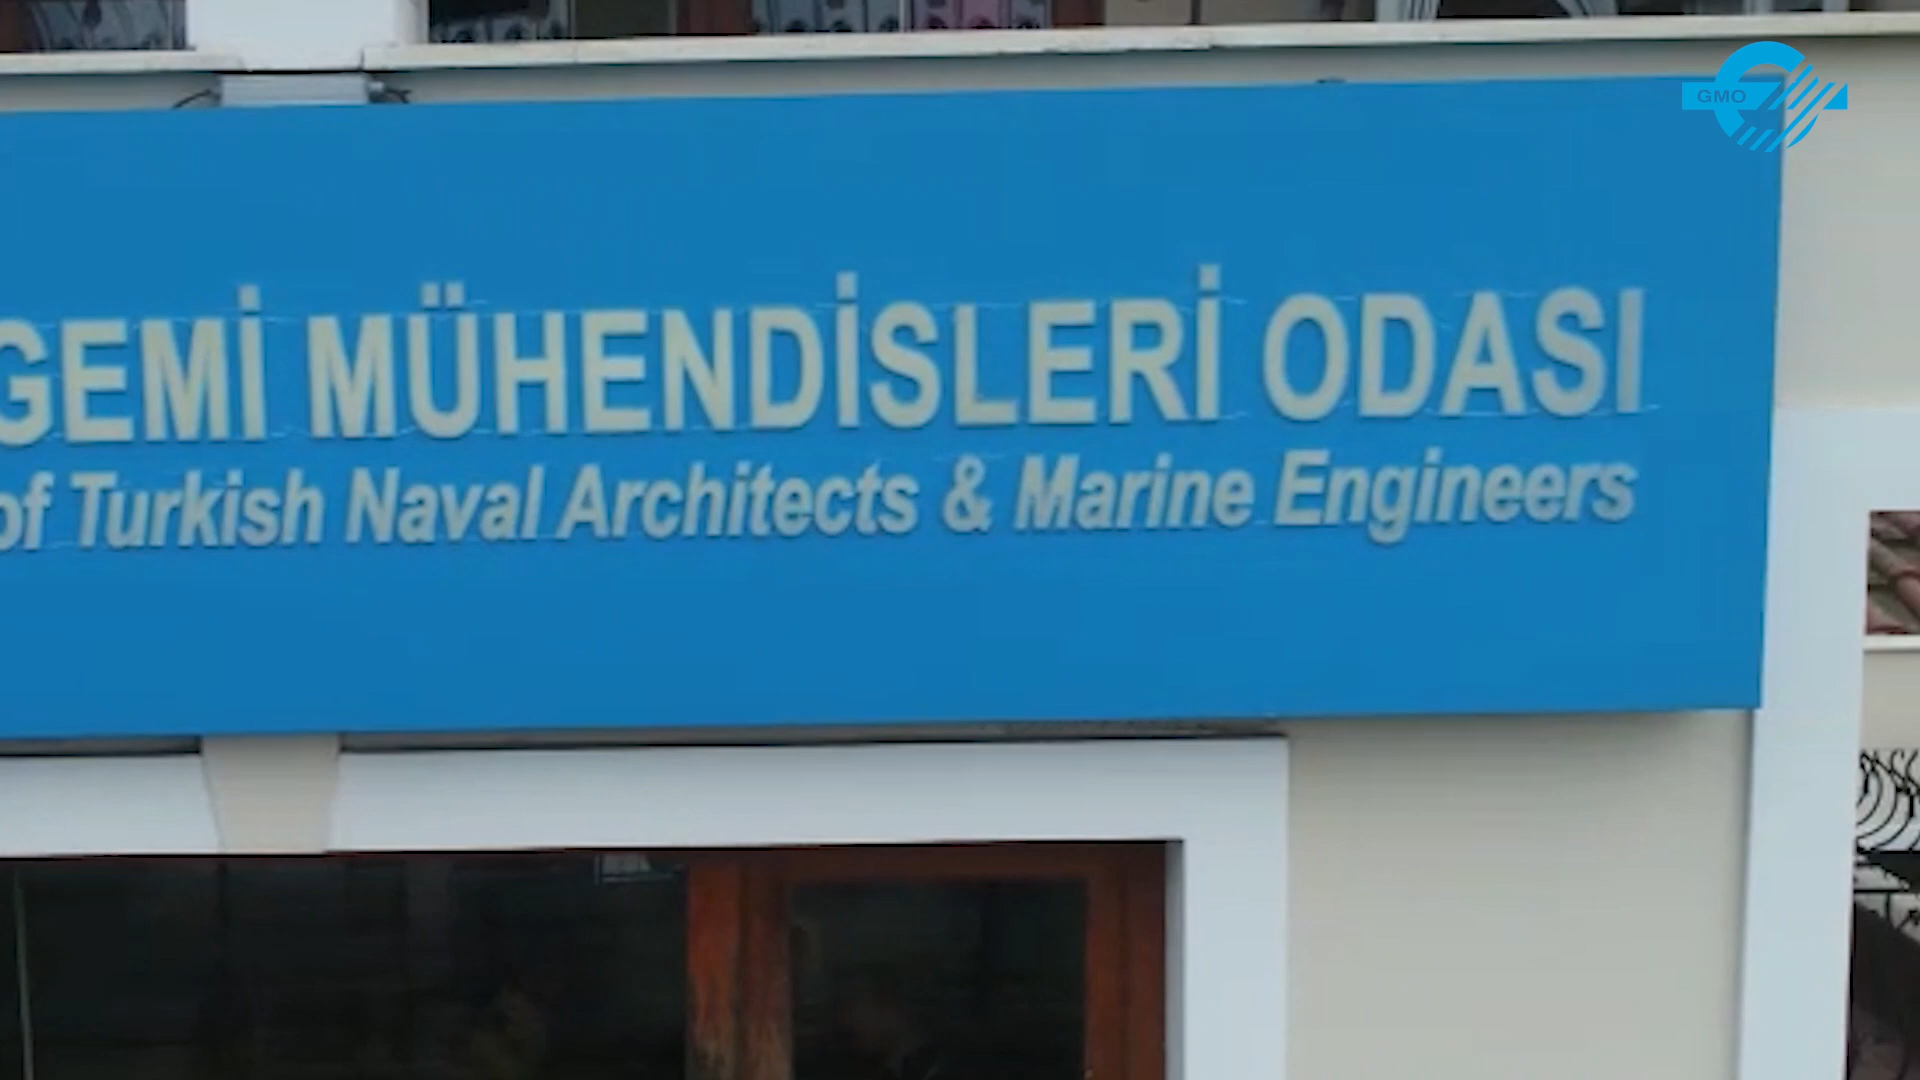 GMO
GEMİ MÜHENDİSLERİ ODASI
of Turkish Naval Architects & Marine Engineers